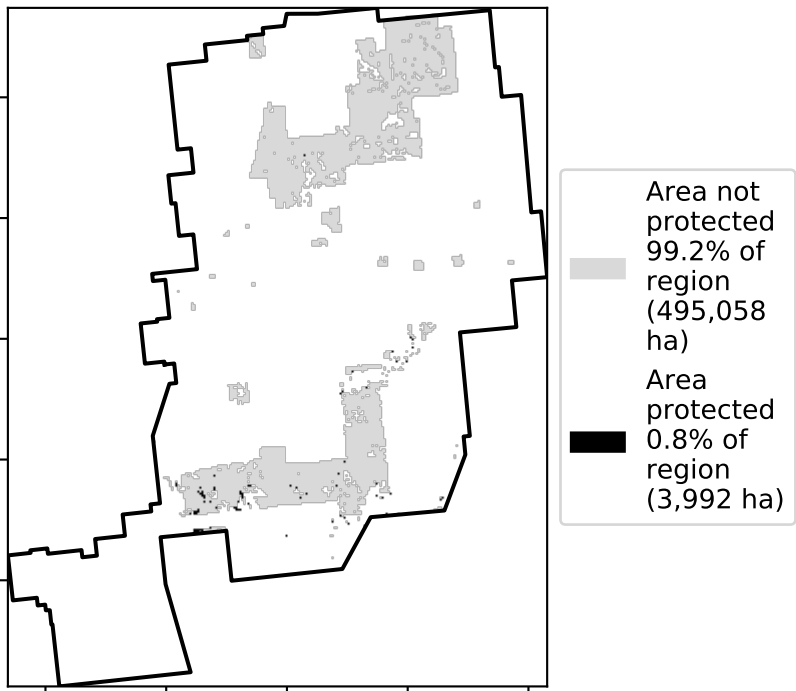 Area not
protected
99.2% of
region
(495,058
ha)
Area
protected
0.8% of
region
(3,992 ha)